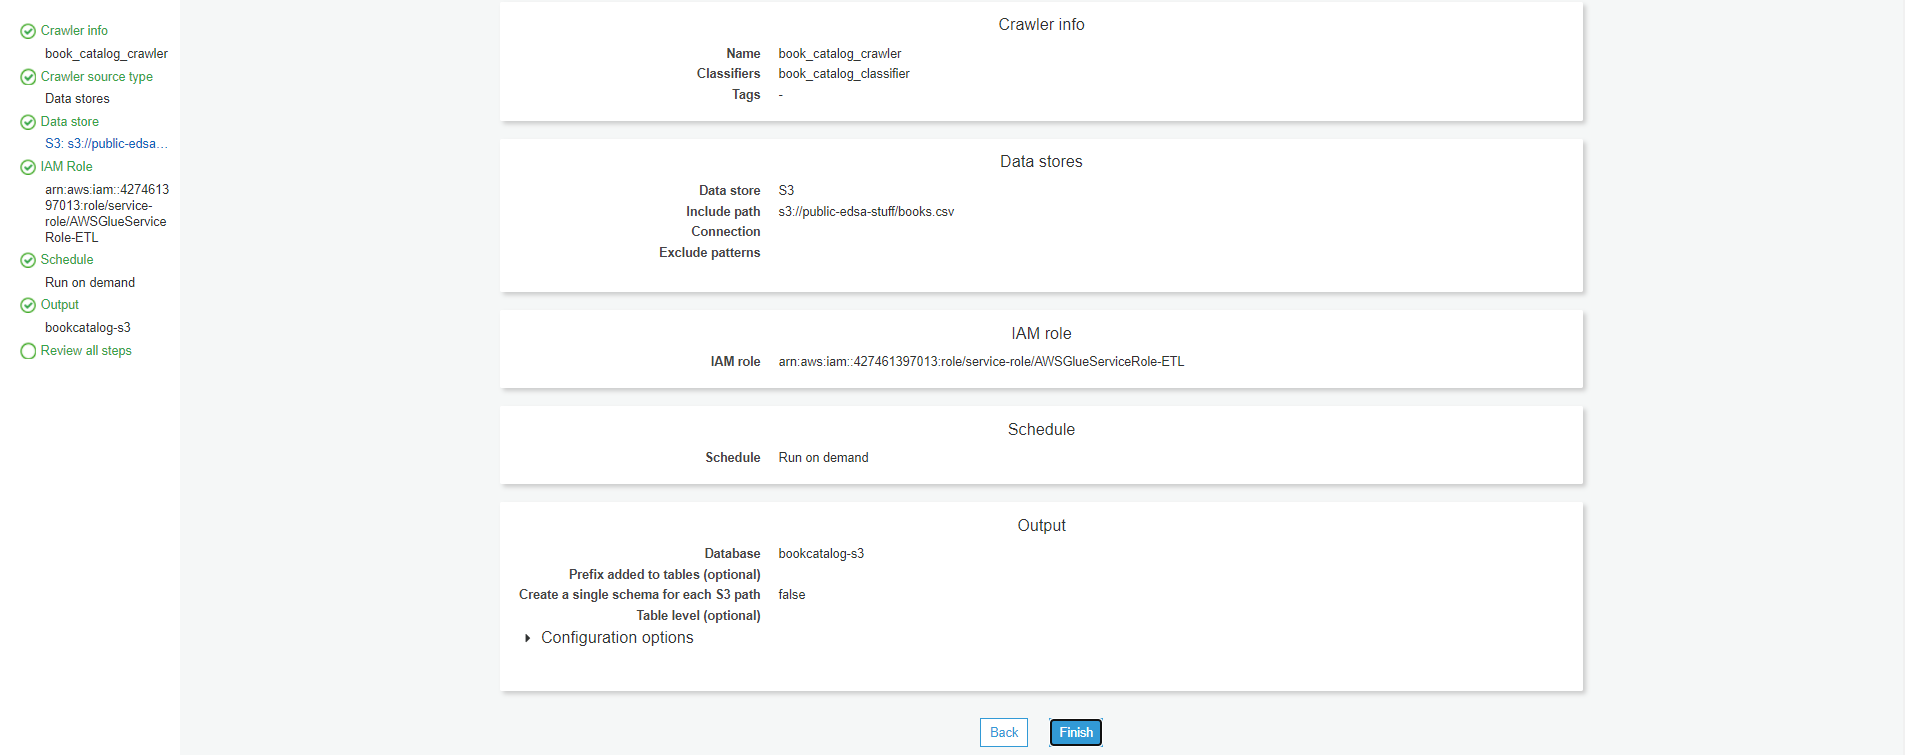 Crawler info
book_catalog_crawler
Crawler source type
Data stores
Data store
S3: s3://public-edsa...
IAM Role
arn:aws:iam::4274613
97013:role/service-
role/AWSGlueService
Role-ETL
Schedule
Run on demand
Output
bookcatalog-s3
Review all steps
Crawler info
Name book_catalog_crawler
Classifiers book_catalog_classifier
Tags -
Data stores
Data store S3
Include path s3://public-edsa-stuff/books.csv
Connection
Exclude patterns
IAM role
IAM role arn:aws:iam::427461397013:role/service-role/AWSGlueServiceRole-ETL
Schedule
Schedule Run on demand
Output
Database bookcatalog-s3
Prefix added to tables (optional)
Create a single schema for each S3 path false
Table level (optional)
Configuration options
Back Finish